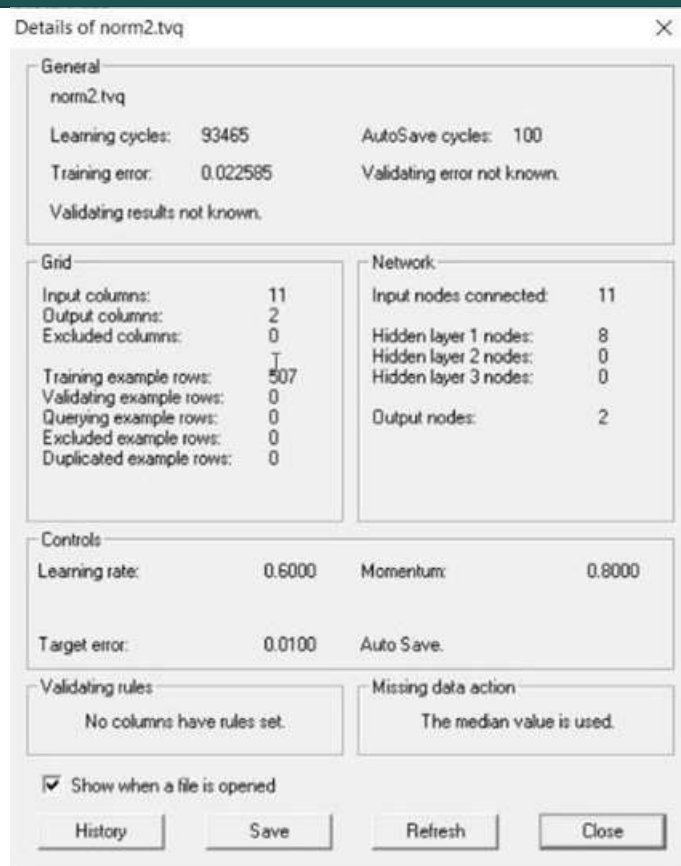 Details of norm2.tvq
General
norm2.tvq
Learning cycles: 93465 AutoSave cycles: 100
Training error: 0.022585 Validating error not known.
Validating results not known.
Grid
Input columns: 11
Output columns: 2
Excluded columns: 0
Training example rows: 507
Validating example rows: 0
Querying example rows: 0
Excluded example rows: 0
Duplicated example rows: 0
Network
Input nodes connected: 11
Hidden layer 1 nodes: 8
Hidden layer 2 nodes: 0
Hidden layer 3 nodes: 0
Output nodes: 2
Controls
Learning rate: 0.6000 Momentum: 0.8000
Target error: 0.0100 Auto Save.
Validating rules
No columns have rules set.
Missing data action
The median value is used.
Show when a file is opened
History Save Refresh Close